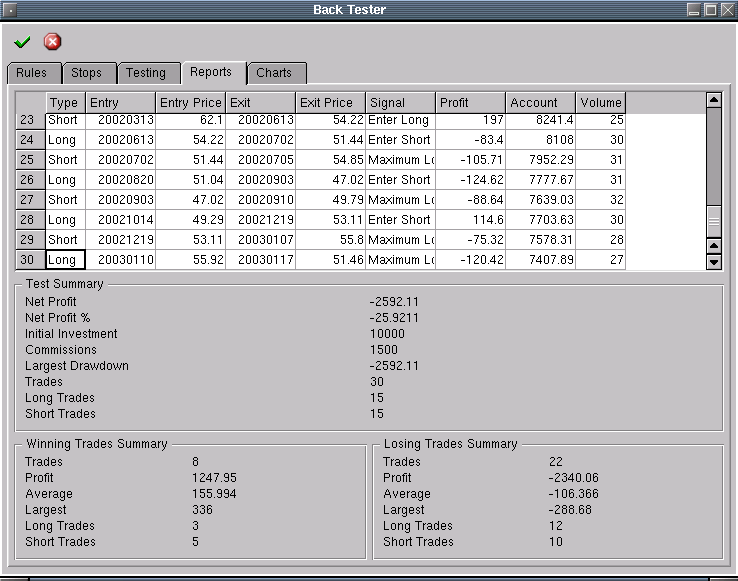 Back Tester
Rules Stops Testing Reports Charts
Type Entry Entry Price Exit Exit Price Signal Profit Account Volume
23 Short 20020313 62.1 20020613 54.22 Enter Long 197 8241.4 25
24 Long 20020613 54.22 20020702 51.44 Enter Short -83.4 8108 30
25 Short 20020702 51.44 20020705 54.85 Maximum Lo -105.71 7952.29 31
26 Long 20020820 51.04 20020903 47.02 Enter Short -124.62 7777.67 31
27 Short 20020903 47.02 20020910 49.79 Maximum Lo -88.64 7639.03 32
28 Long 20021014 49.29 20021219 53.11 Enter Short 114.6 7703.63 30
29 Short 20021219 53.11 20030107 55.8 Maximum Lo -75.32 7578.31 28
30 Long 20030110 55.92 20030117 51.46 Maximum Lo -120.42 7407.89 27
Test Summary
Net Profit -2592.11
Net Profit % -25.9211
Initial Investment 10000
Commissions 1500
Largest Drawdown -2592.11
Trades 30
Long Trades 15
Short Trades 15
Winning Trades Summary
Trades 8
Profit 1247.95
Average 155.994
Largest 336
Long Trades 3
Short Trades 5
Losing Trades Summary
Trades 22
Profit -2340.06
Average -106.366
Largest -288.68
Long Trades 12
Short Trades 10